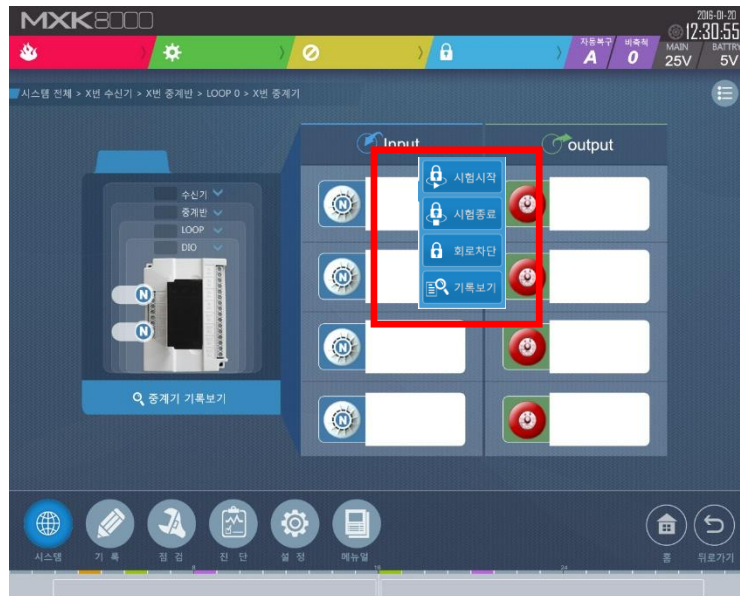 MXK8000
2016-01-20
12:30:55
자동복구
비축적
A
0
MAIN
BATTRY
25V
5V
시스템 전체 > X번 수신기 > X번 중계반 > LOOP 0 > X번 중계기
Input
output
시험시작
시험종료
회로차단
기록보기
수신기
중계반
LOOP
DIO
N
N
N
N
N
N
중계기 기록보기
시스템
기 록
점 검
진 단
설 정
메뉴얼
홈
뒤로가기
8
16
24